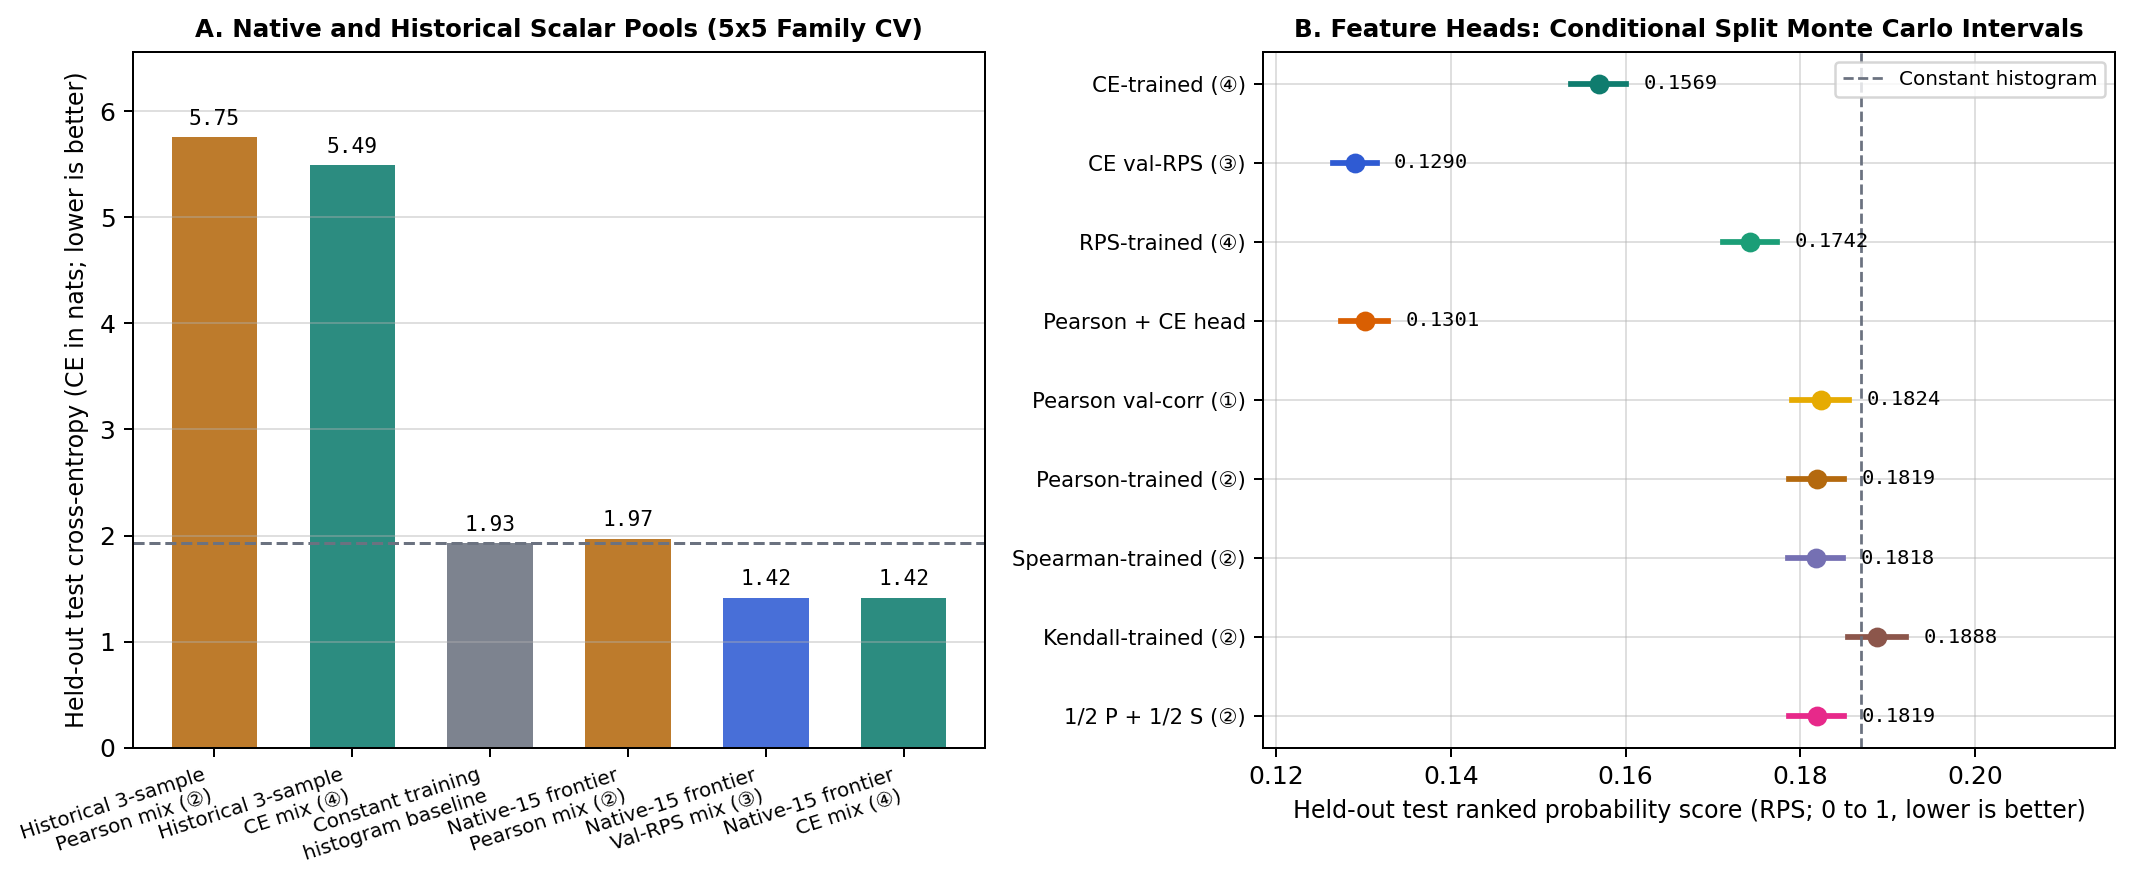 A. Native and Historical Scalar Pools (5x5 Family CV)
Held-out test cross-entropy (CE in nats; lower is better)
6
5
4
3
2
1
0
5.75
5.49
1.93
1.97
1.42
1.42
Historical 3-sample
Pearson mix (②)
Historical 3-sample
CE mix (④)
Constant training
histogram baseline
Native-15 frontier
Pearson mix (②)
Native-15 frontier
Val-RPS mix (③)
Native-15 frontier
CE mix (④)
B. Feature Heads: Conditional Split Monte Carlo Intervals
Constant histogram
CE-trained (④)
0.1569
CE val-RPS (③)
0.1290
RPS-trained (④)
0.1742
Pearson + CE head
0.1301
Pearson val-corr (①)
0.1824
Pearson-trained (②)
0.1819
Spearman-trained (②)
0.1818
Kendall-trained (②)
0.1888
1/2 P + 1/2 S (②)
0.1819
0.12
0.14
0.16
0.18
0.20
Held-out test ranked probability score (RPS; 0 to 1, lower is better)